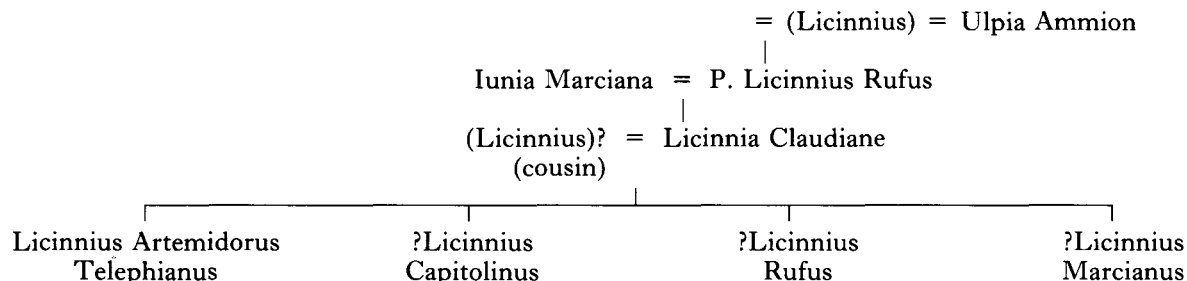 = (Licinnius) = Ulpia Ammion
Iunia Marciana = P. Licinnius Rufus
(Licinnius)? = Licinnia Claudiane
(cousin)
Licinnius Artemidorus ?Licinnius ?Licinnius ?Licinnius
Telephianus Capitolinus Rufus Marcianus